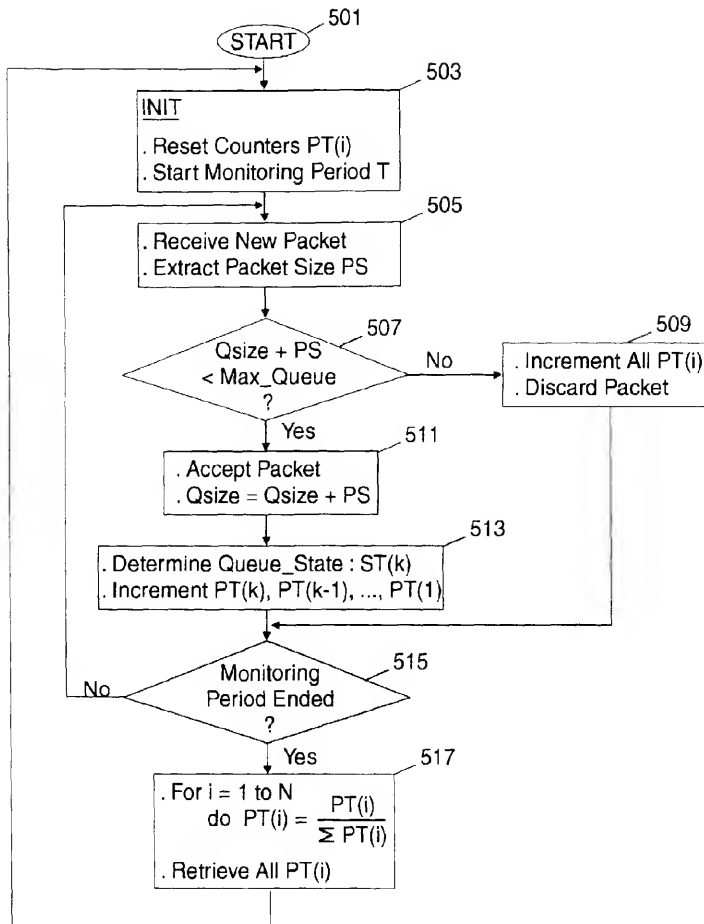 501
START
503
INIT
. Reset Counters PT(i)
. Start Monitoring Period T
505
. Receive New Packet
. Extract Packet Size PS
507
Qsize + PS
< Max_Queue
?
No
509
. Increment All PT(i)
. Discard Packet
Yes
511
. Accept Packet
. Qsize = Qsize + PS
513
. Determine Queue_State : ST(k)
. Increment PT(k), PT(k-1), ..., PT(1)
515
Monitoring
Period Ended
?
No
Yes
517
. For i = 1 to N
do PT(i) = PT(i) / Σ PT(i)
. Retrieve All PT(i)